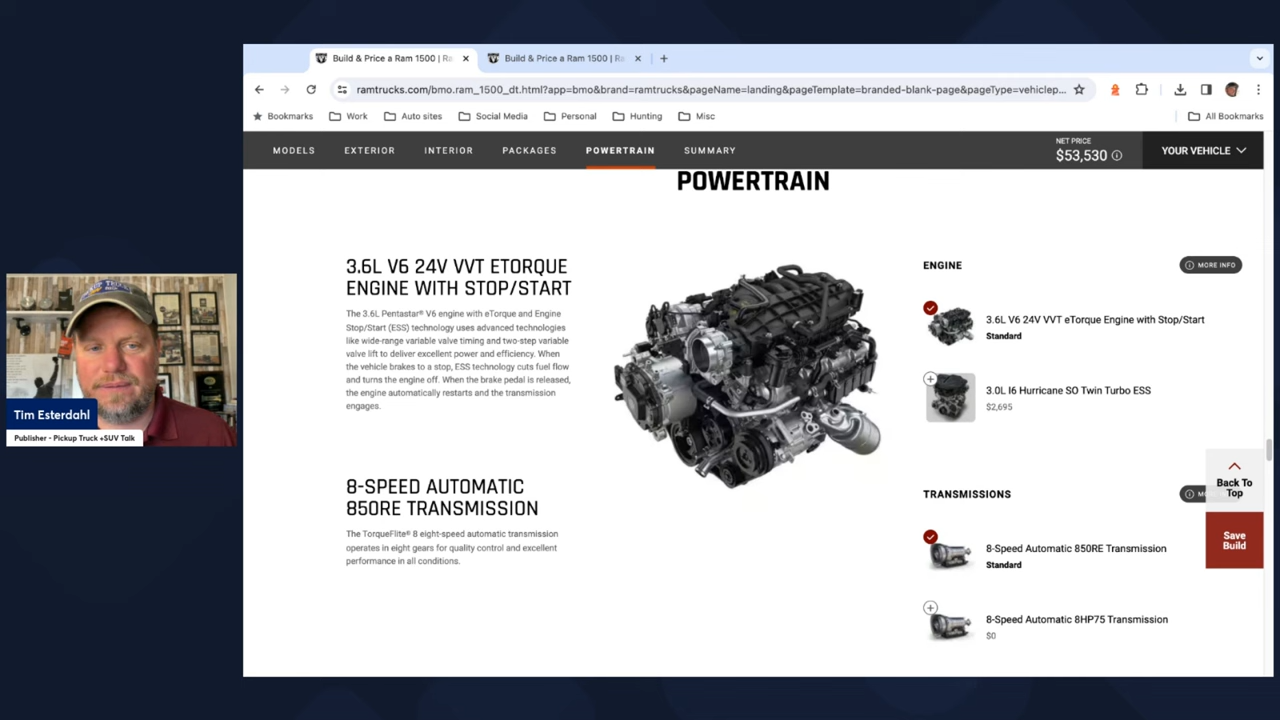 Build & Price a Ram 1500 | Ra
Build & Price a Ram 1500 | Ra
ramtrucks.com/bmo.ram_1500_dt.html?app=bmo&brand=ramtrucks&pageName=landing&pageTemplate=branded-blank-page&pageType=vehiclep...
Bookmarks
Work
Auto sites
Social Media
Personal
Hunting
Misc
All Bookmarks
MODELS
EXTERIOR
INTERIOR
PACKAGES
POWERTRAIN
SUMMARY
NET PRICE
$53,530
YOUR VEHICLE
POWERTRAIN
3.6L V6 24V VVT ETORQUE
ENGINE WITH STOP/START
The 3.6L Pentastar® V6 engine with eTorque and Engine
Stop/Start (ESS) technology uses advanced technologies
like wide-range variable valve timing and two-step variable
valve lift to deliver excellent power and efficiency. When
the vehicle brakes to a stop, ESS technology cuts fuel flow
and turns the engine off. When the brake pedal is released,
the engine automatically restarts and the transmission
engages.
8-SPEED AUTOMATIC
850RE TRANSMISSION
The TorqueFlite® 8 eight-speed automatic transmission
operates in eight gears for quality control and excellent
performance in all conditions.
ENGINE
MORE INFO
3.6L V6 24V VVT eTorque Engine with Stop/Start
Standard
3.0L I6 Hurricane SO Twin Turbo ESS
$2,695
TRANSMISSIONS
8-Speed Automatic 850RE Transmission
Standard
8-Speed Automatic 8HP75 Transmission
$0
Back To
Top
Save
Build
Tim Esterdahl
Publisher - Pickup Truck +SUV Talk